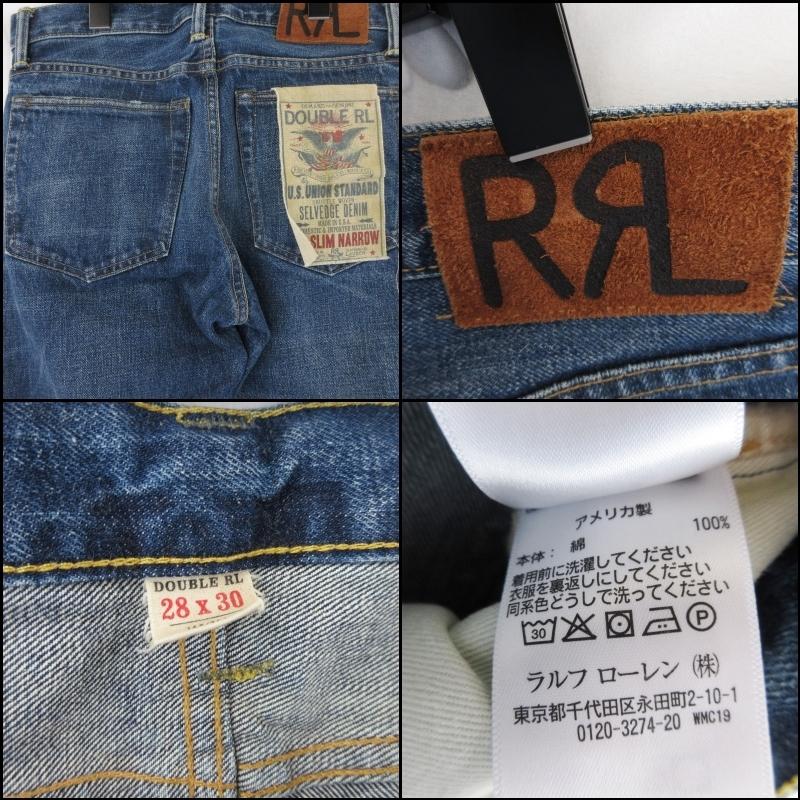 RRL
DOUBLE RL
U.S. UNION STANDARD
SELVEDGE DENIM
MADE IN U.S.A.
SLIM NARROW
RRL
DOUBLE RL
28 x 30
アメリカ製
100%
本体: 綿
着用前に洗濯してください
衣服を裏返しにしてください
同系色どうしで洗ってください
30
P
ラルフ ローレン (株)
東京都千代田区永田町2-10-1
0120-3274-20 WMC19